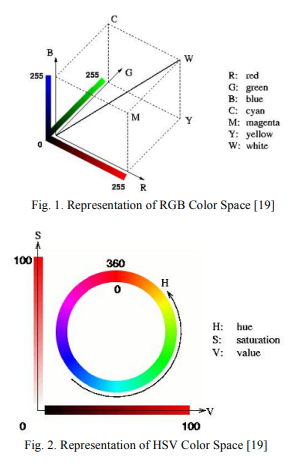 C
B
G
W
255
255
M
Y
0
255
R
R: red
G: green
B: blue
C: cyan
M: magenta
Y: yellow
W: white
Fig. 1. Representation of RGB Color Space [19]
S
100
360
0
H
H: hue
S: saturation
V: value
V
0
100
Fig. 2. Representation of HSV Color Space [19]